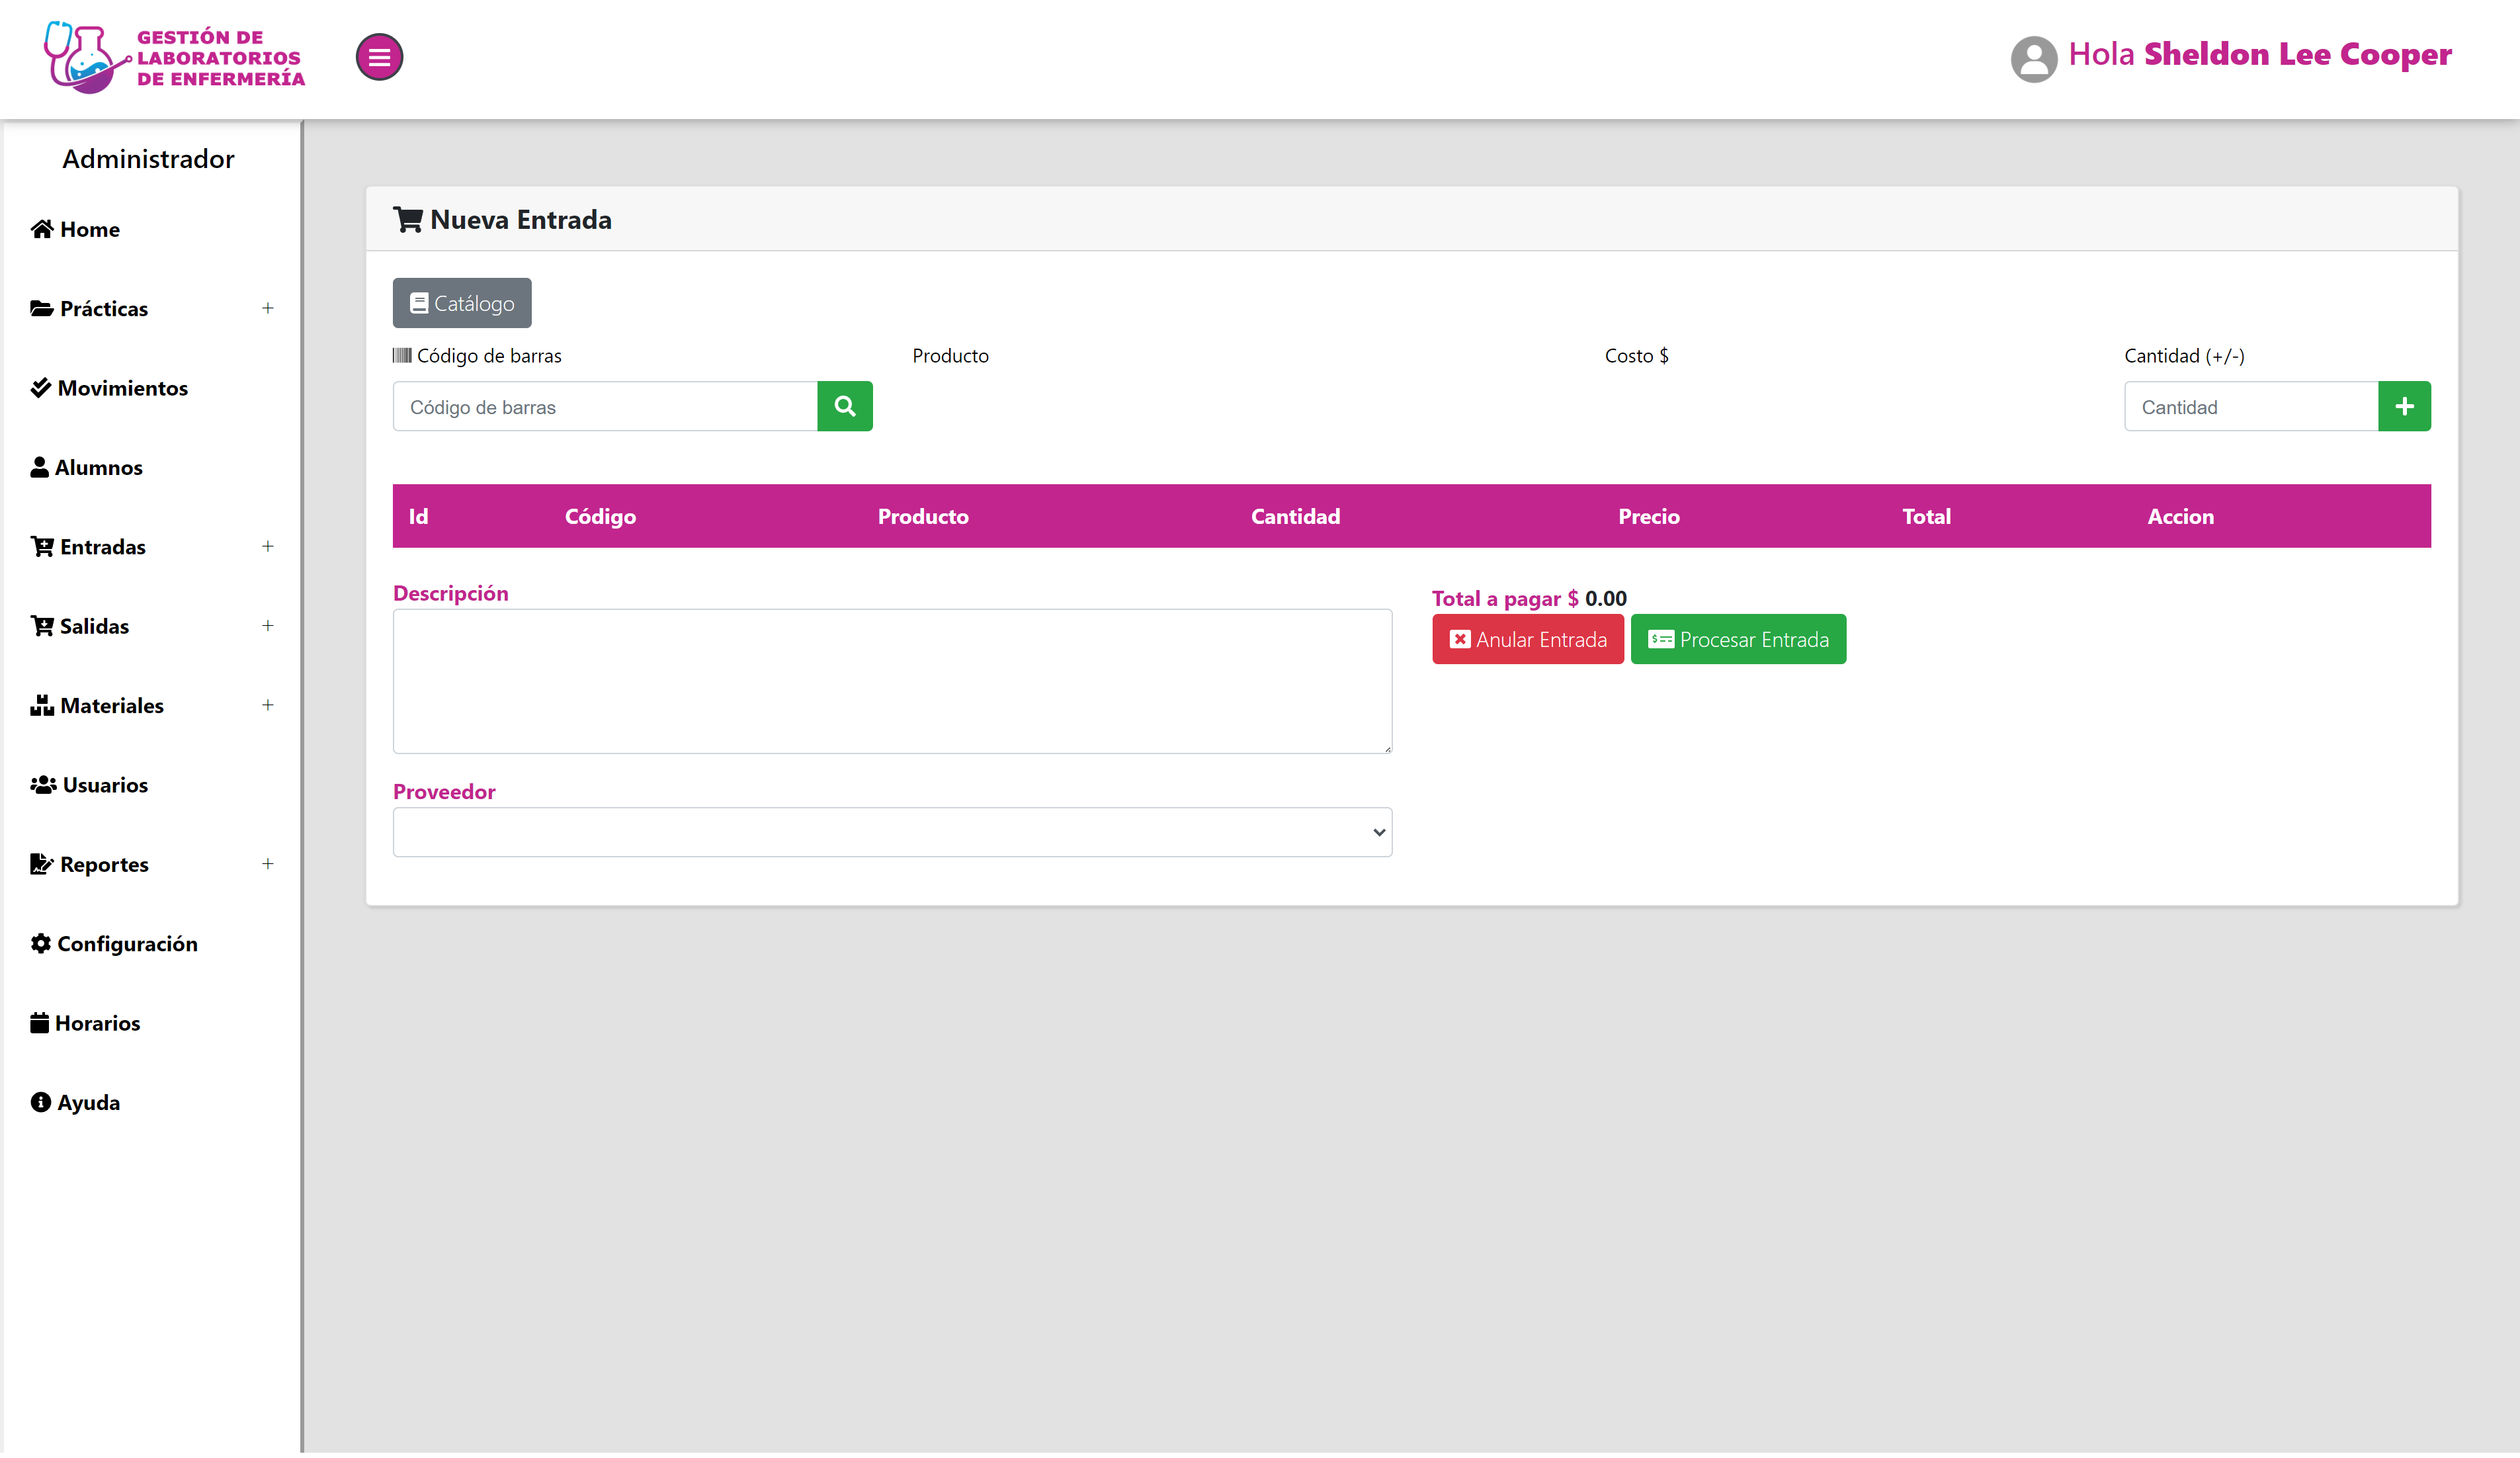 GESTIÓN DE
LABORATORIOS
DE ENFERMERÍA
Hola Sheldon Lee Cooper
Administrador
Home
Prácticas +
Movimientos
Alumnos
Entradas +
Salidas +
Materiales +
Usuarios
Reportes +
Configuración
Horarios
Ayuda
Nueva Entrada
Catálogo
Código de barras Producto Costo $ Cantidad (+/-)
Código de barras Cantidad
Id Código Producto Cantidad Precio Total Accion
Descripción
Total a pagar $ 0.00
Anular Entrada Procesar Entrada
Proveedor